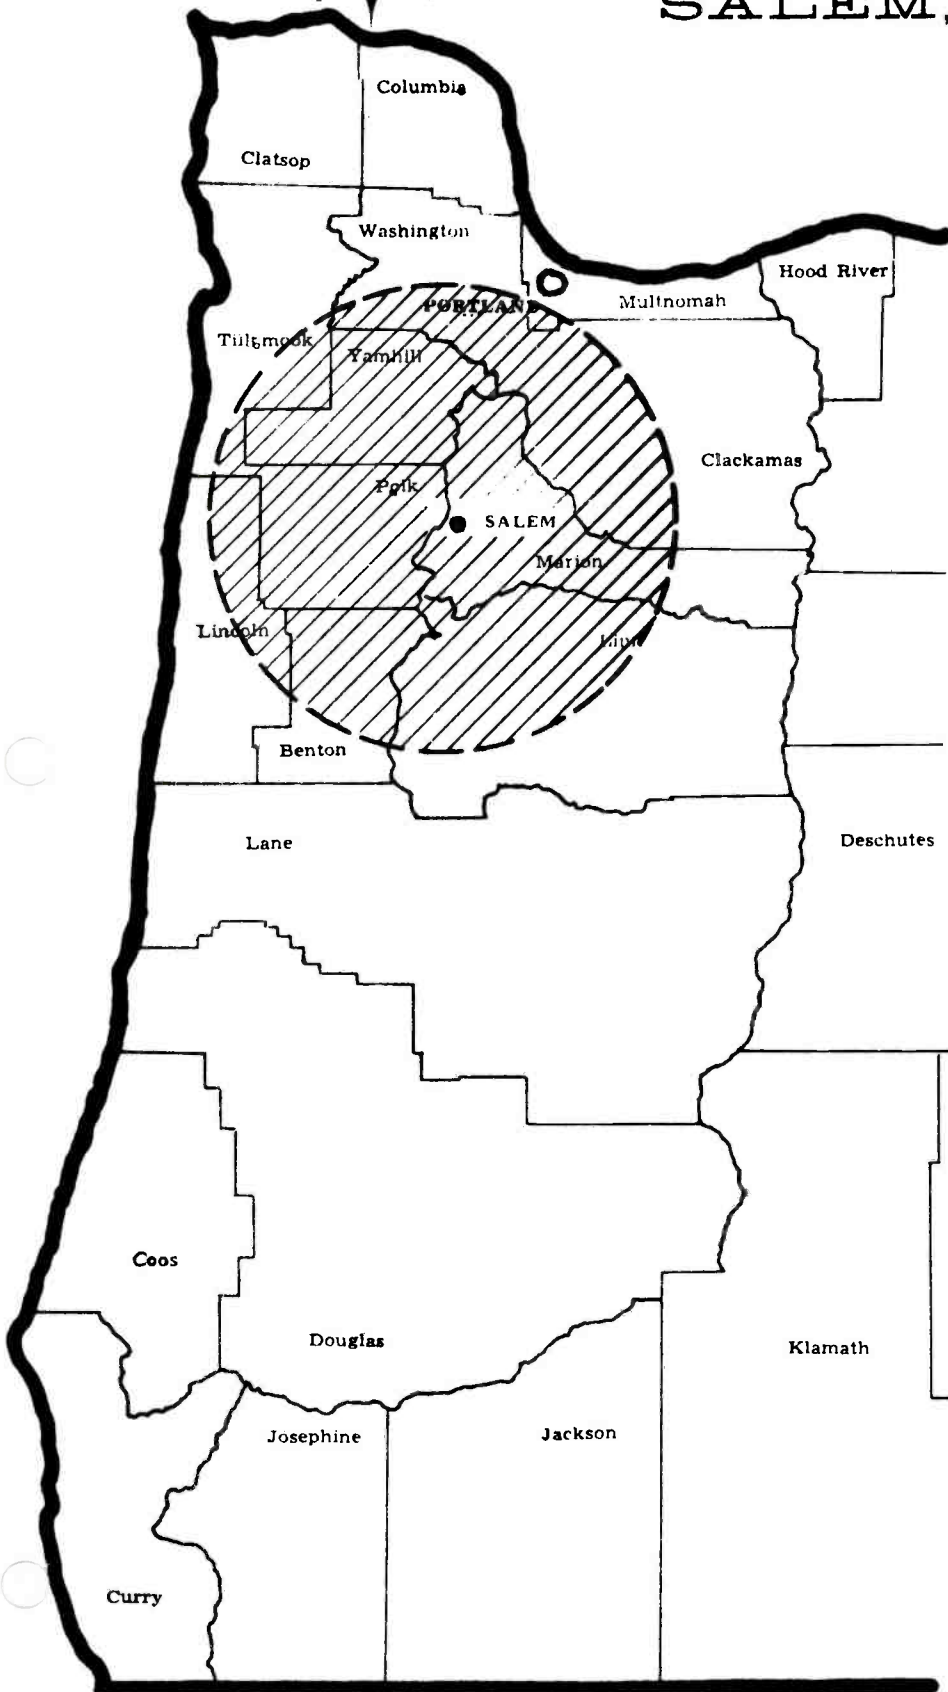 SALEM,
Columbia
Clatsop
Washington
Hood River
Multnomah
PORTLAND
Tillamook
Yamhill
Clackamas
Polk
SALEM
Marion
Lincoln
Linn
Benton
Lane
Deschutes
Coos
Douglas
Klamath
Josephine
Jackson
Curry